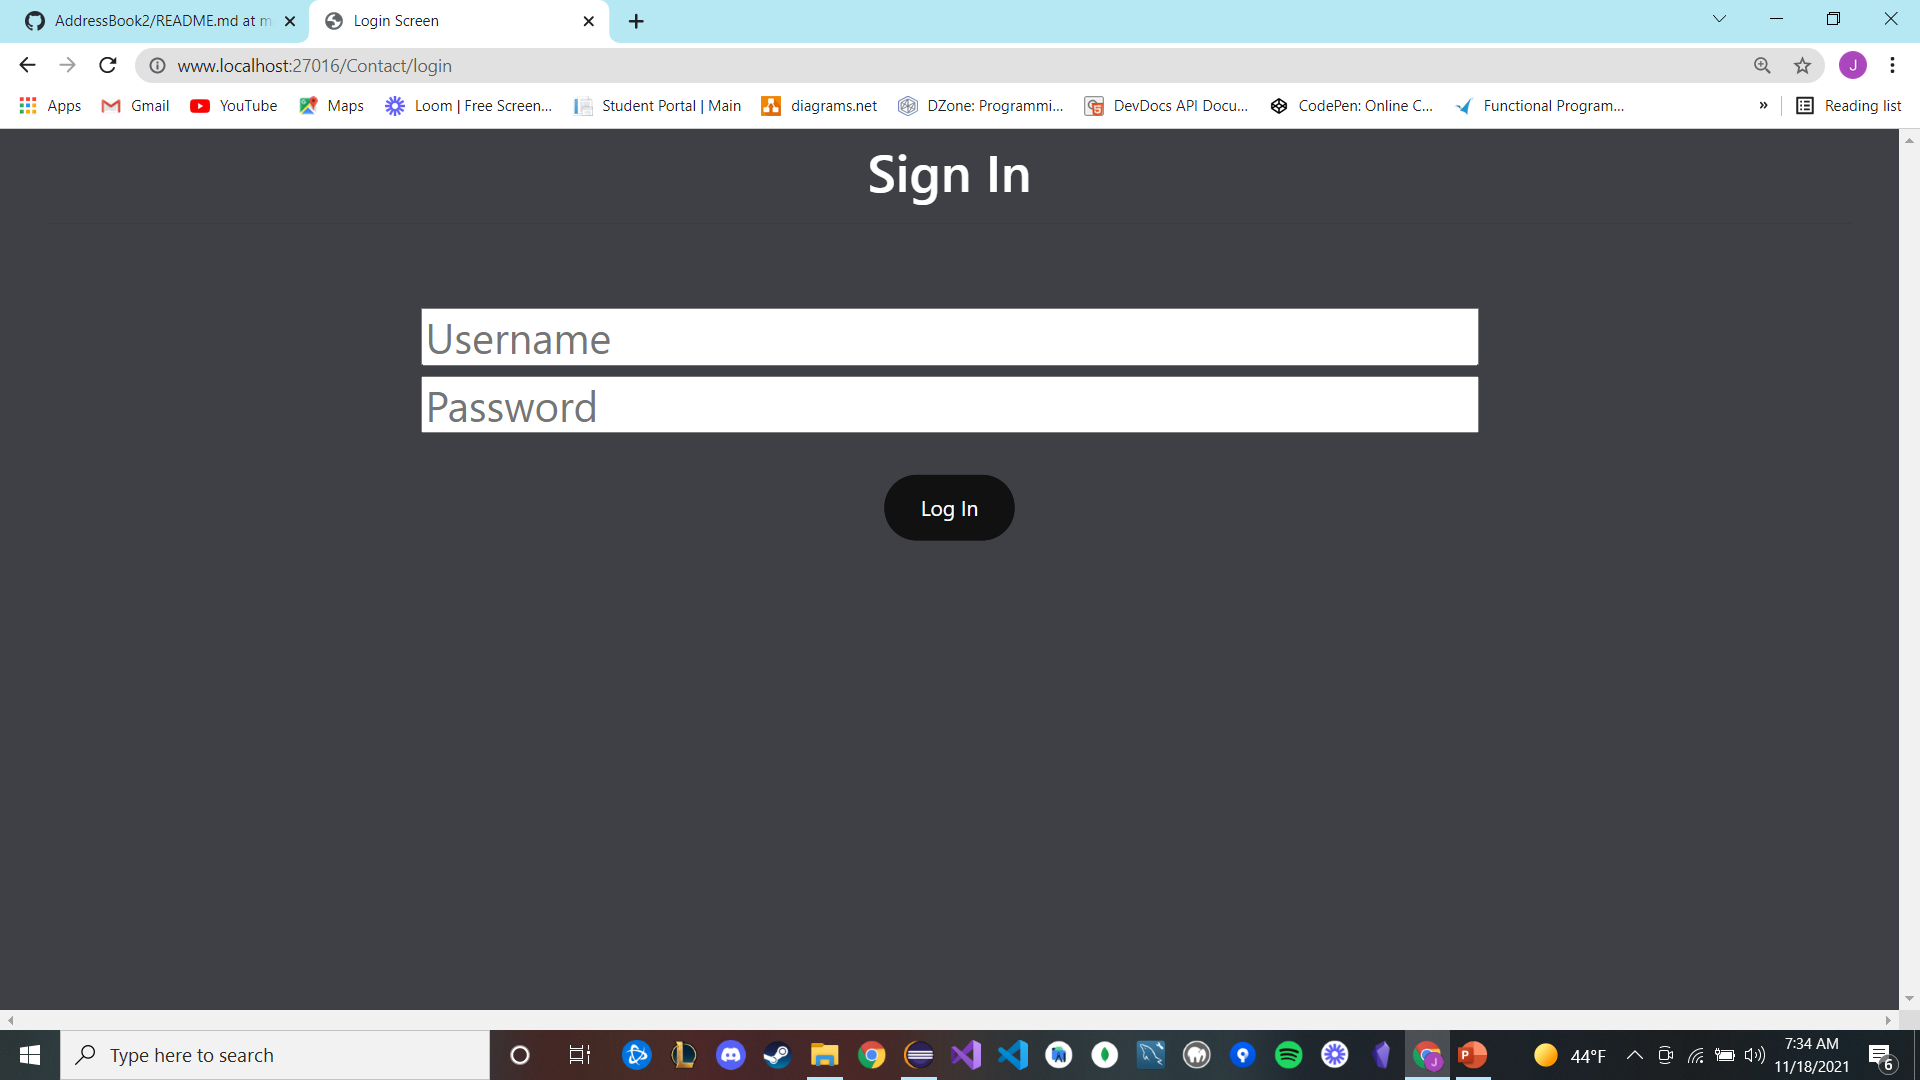 AddressBook2/README.md at m
Login Screen
www.localhost:27016/Contact/login
J
Apps
Gmail
YouTube
Maps
Loom | Free Screen...
Student Portal | Main
diagrams.net
DZone: Programmi...
DevDocs API Docu...
CodePen: Online C...
Functional Program...
»
Reading list
Sign In
Username
Password
Log In
Type here to search
44°F
7:34 AM
11/18/2021
6